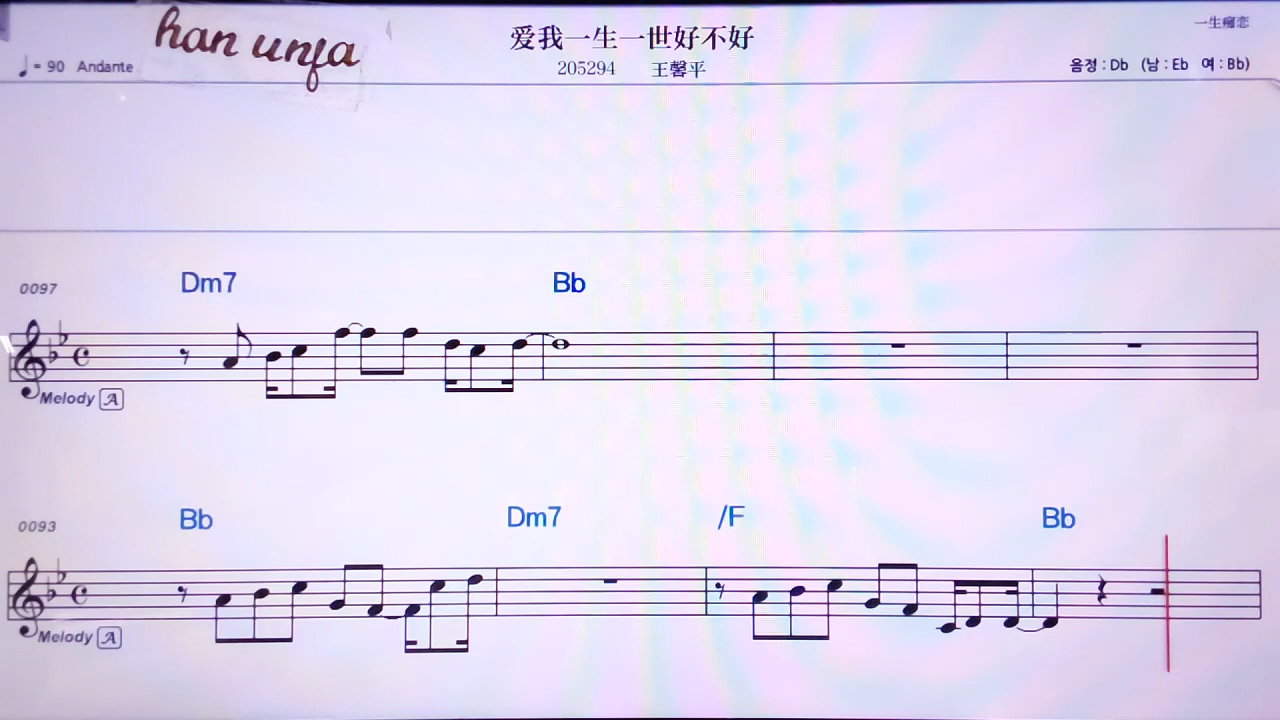 han unja
爱我一生一世好不好
一生痴恋
♩= 90 Andante
205294 王馨平
음정 : Db (남 : Eb 여 : Bb)
0097
Dm7 Bb
Melody A
0093
Bb Dm7 /F Bb
Melody A